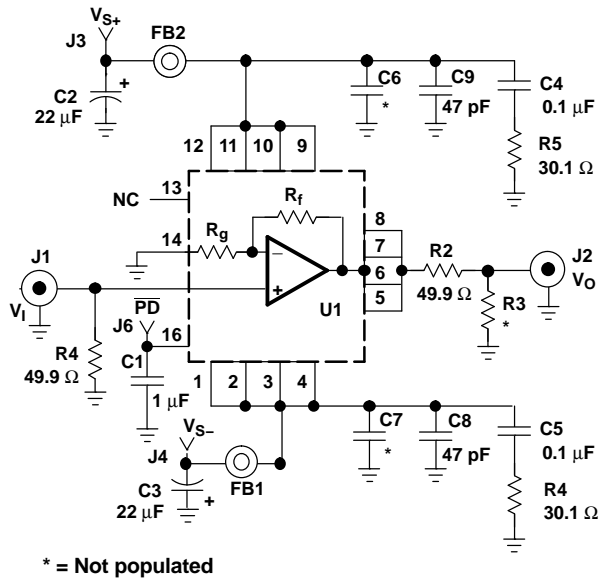 VS+
J3
FB2
C2
+
22 µF
C6
*
C9
47 pF
C4
0.1 µF
R5
30.1 Ω
12 11 10 9
NC 13
Rf
14
Rg
−
+
U1
8
7
6
5
R2
49.9 Ω
R3
*
J2
VO
J1
VI
R4
49.9 Ω
PD
J6
16
C1
1 µF
1 2 3 4
VS−
J4
C3
22 µF
+
FB1
C7
*
C8
47 pF
C5
0.1 µF
R4
30.1 Ω
* = Not populated